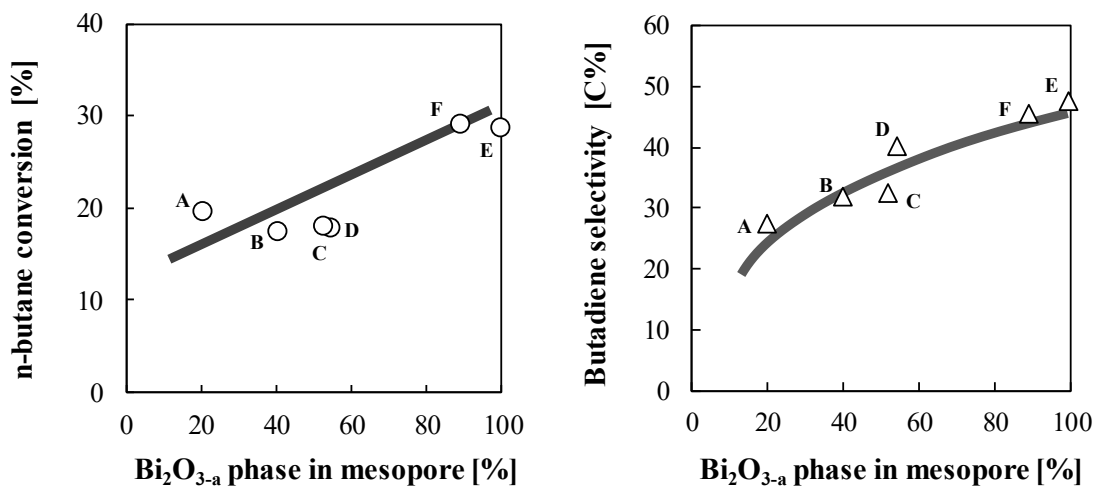 n-butane conversion [%]
40
30
20
10
0
0 20 40 60 80 100
A
B
C
D
F
E
Bi₂O₃₋ₐ phase in mesopore [%]
Butadiene selectivity [C%]
60
50
40
30
20
10
0
0 20 40 60 80 100
A
B
C
D
F
E
Bi₂O₃₋ₐ phase in mesopore [%]